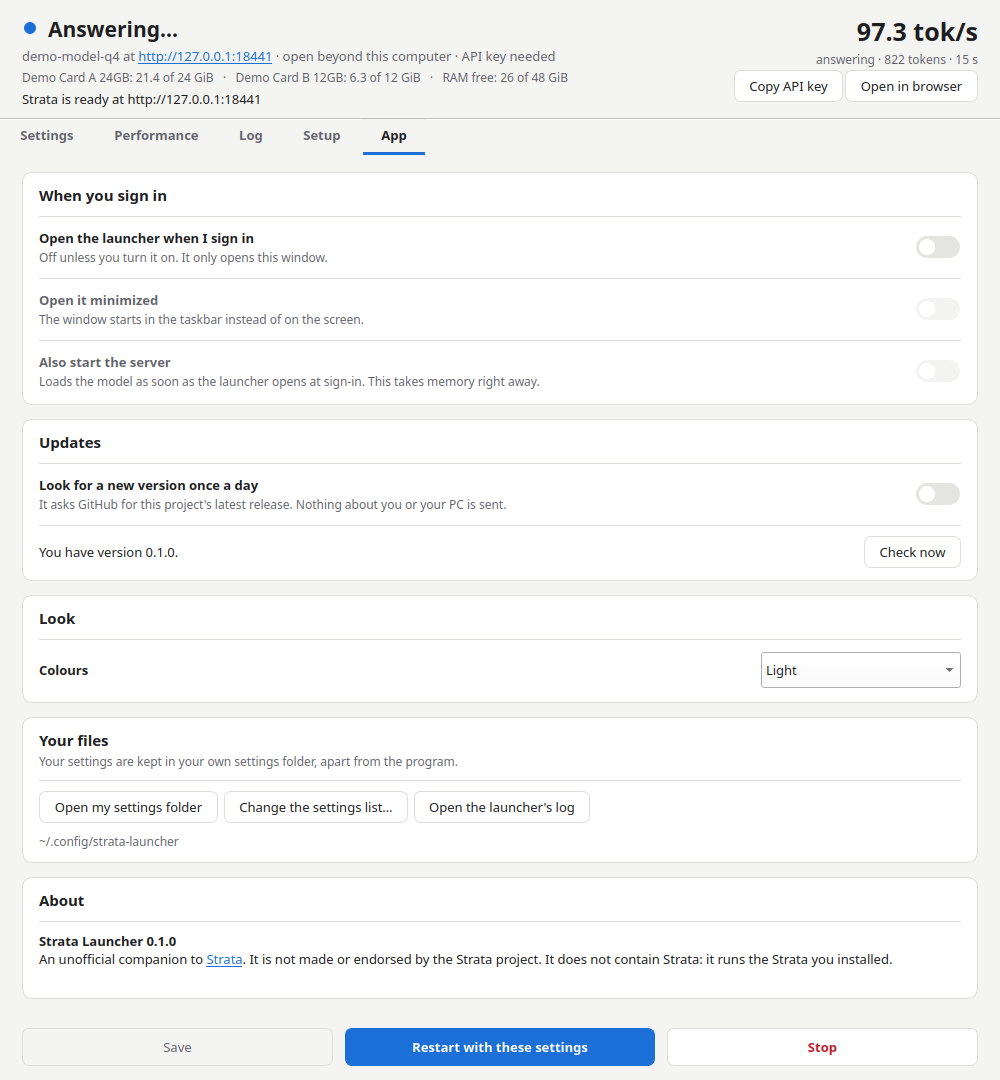 Answering...
97.3 tok/s
demo-model-q4 at http://127.0.0.1:18441 · open beyond this computer · API key needed
answering · 822 tokens · 15 s
Demo Card A 24GB: 21.4 of 24 GiB · Demo Card B 12GB: 6.3 of 12 GiB · RAM free: 26 of 48 GiB
Strata is ready at http://127.0.0.1:18441
Copy API key
Open in browser
Settings
Performance
Log
Setup
App
When you sign in
Open the launcher when I sign in
Off unless you turn it on. It only opens this window.
Open it minimized
The window starts in the taskbar instead of on the screen.
Also start the server
Loads the model as soon as the launcher opens at sign-in. This takes memory right away.
Updates
Look for a new version once a day
It asks GitHub for this project's latest release. Nothing about you or your PC is sent.
You have version 0.1.0.
Check now
Look
Colours
Light
Your files
Your settings are kept in your own settings folder, apart from the program.
Open my settings folder
Change the settings list...
Open the launcher's log
~/.config/strata-launcher
About
Strata Launcher 0.1.0
An unofficial companion to Strata. It is not made or endorsed by the Strata project. It does not contain Strata: it runs the Strata you installed.
Save
Restart with these settings
Stop